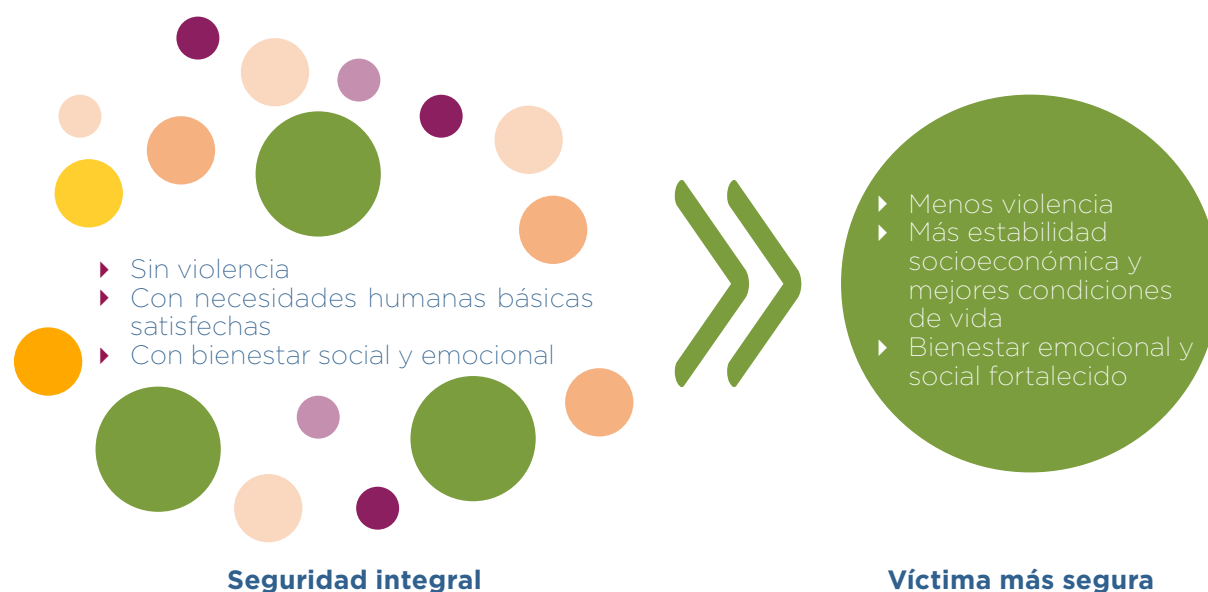 Sin violencia
Con necesidades humanas básicas
satisfechas
Con bienestar social y emocional
Seguridad integral
Menos violencia
Más estabilidad
socioeconómica y
mejores condiciones
de vida
Bienestar emocional y
social fortalecido
Víctima más segura